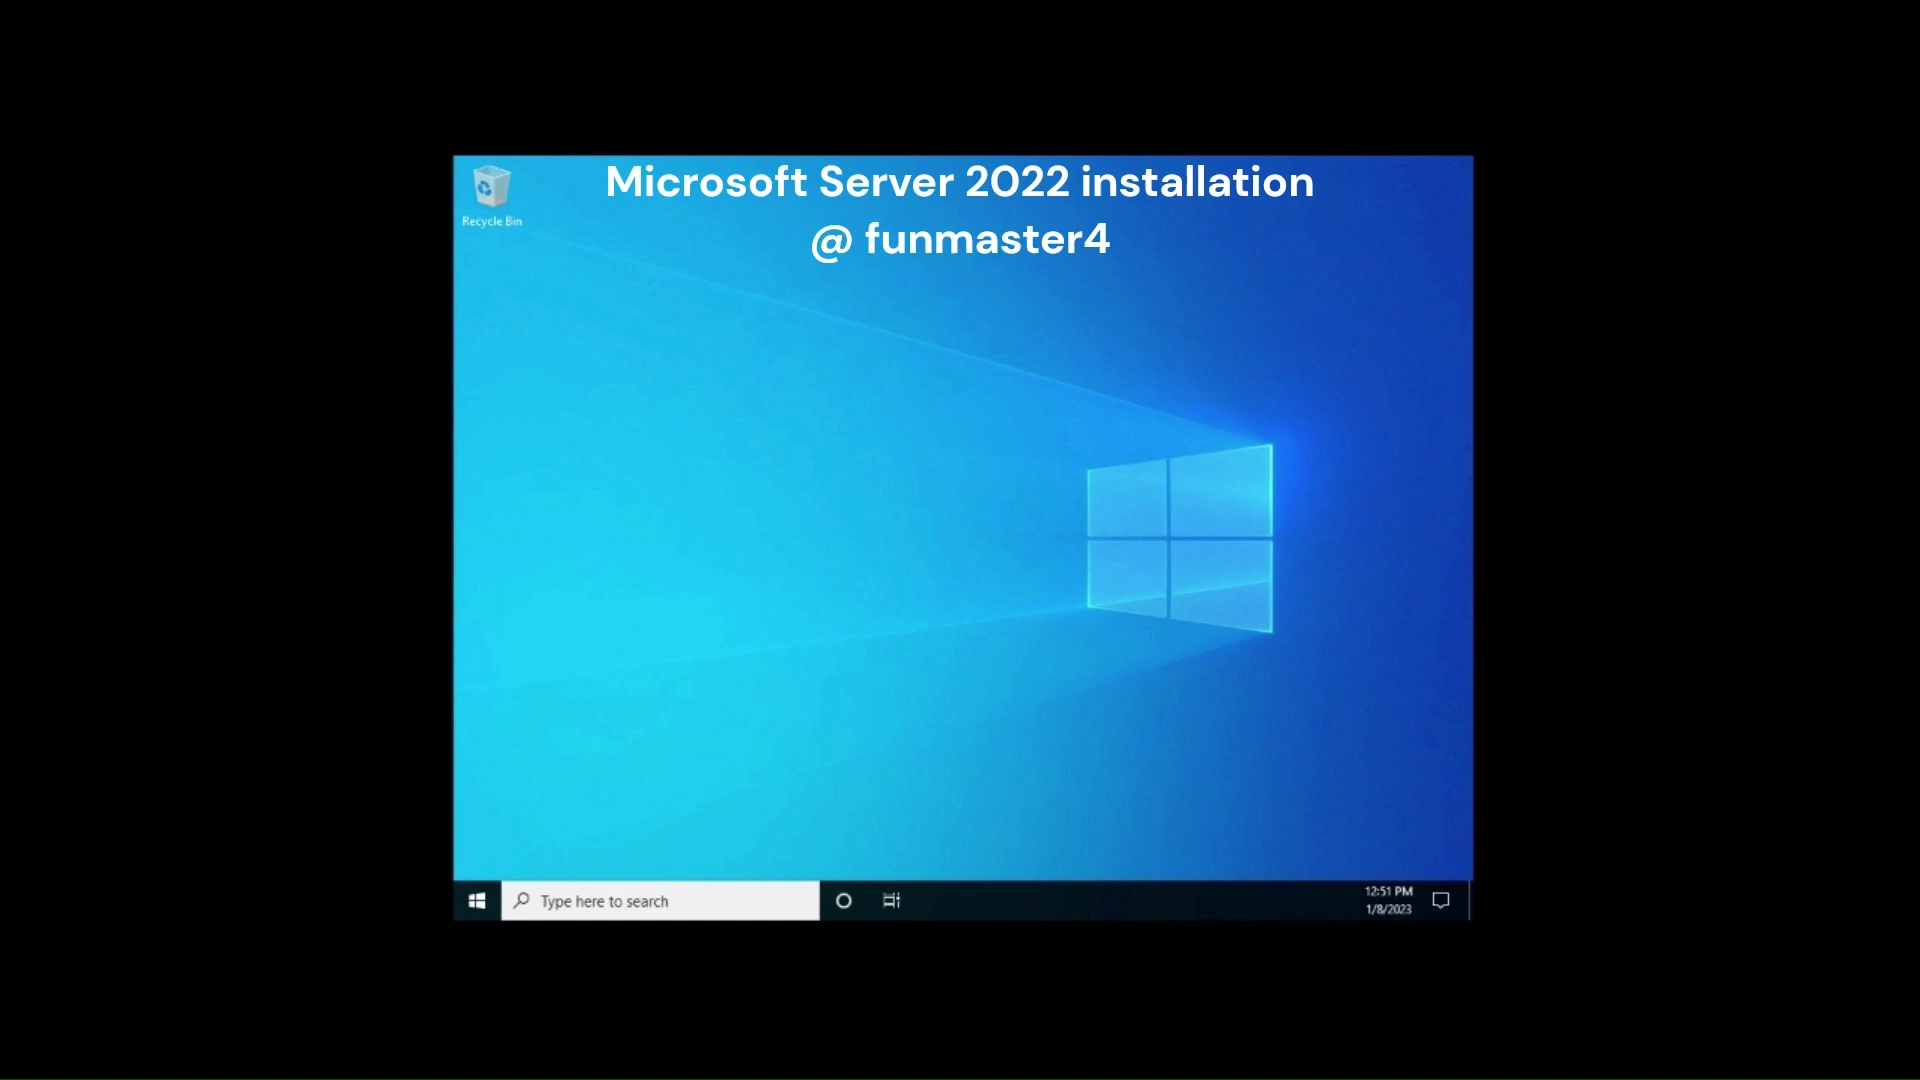 Microsoft Server 2022 installation
@ funmaster4
Recycle Bin
Type here to search
12:51 PM
1/8/2023